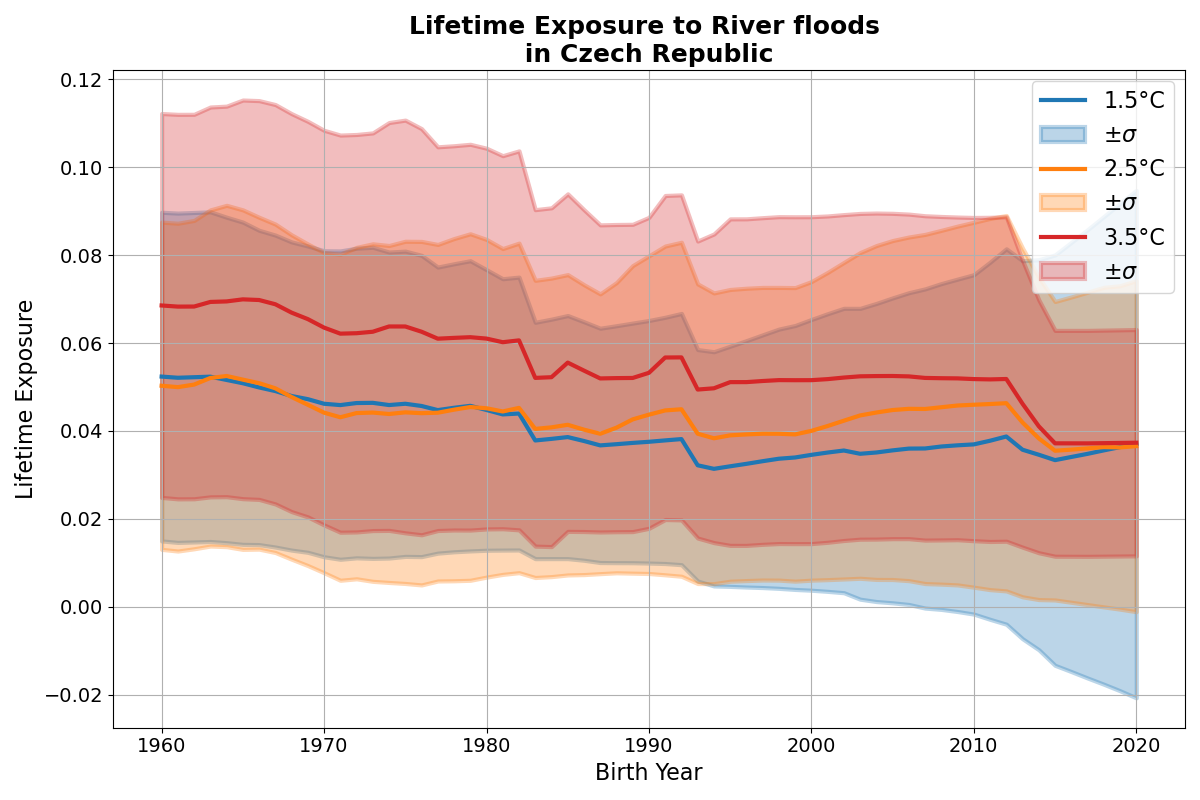 Lifetime Exposure to River floods
in Czech Republic
0.12
0.10
0.08
0.06
0.04
0.02
0.00
−0.02
Lifetime Exposure
1.5°C
±σ
2.5°C
±σ
3.5°C
±σ
1960 1970 1980 1990 2000 2010 2020
Birth Year